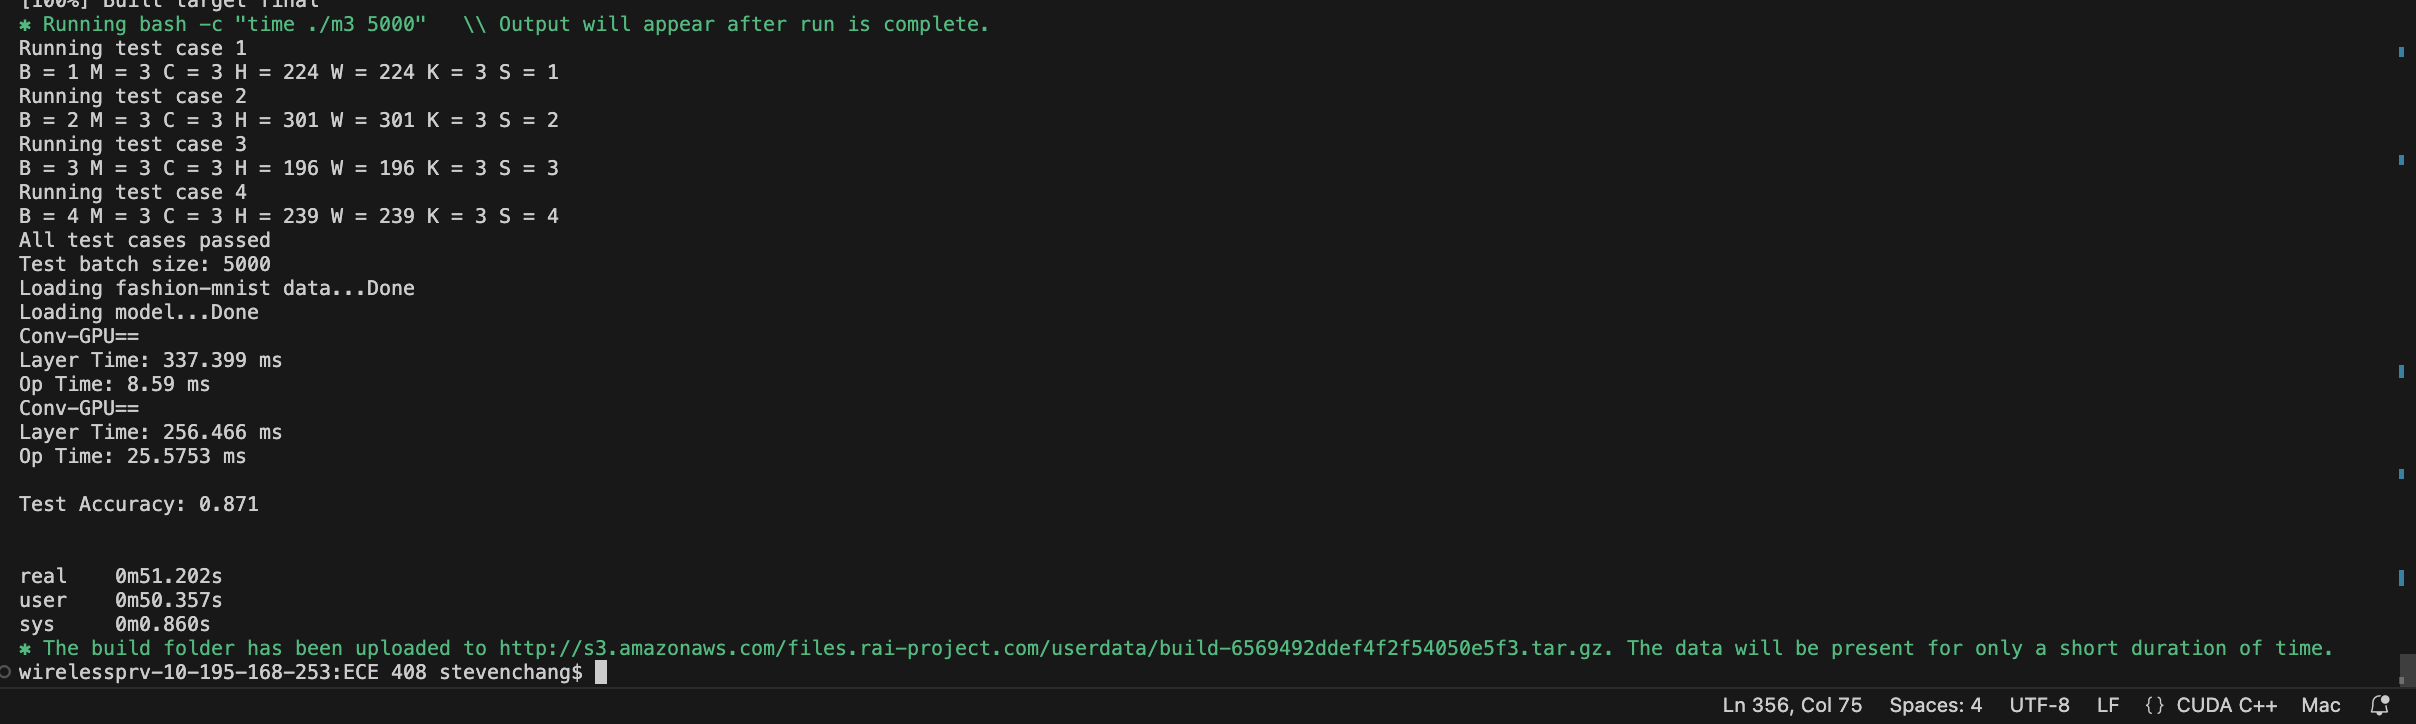 [100%] Built target final
✱ Running bash -c "time ./m3 5000"   \\ Output will appear after run is complete.
Running test case 1
B = 1 M = 3 C = 3 H = 224 W = 224 K = 3 S = 1
Running test case 2
B = 2 M = 3 C = 3 H = 301 W = 301 K = 3 S = 2
Running test case 3
B = 3 M = 3 C = 3 H = 196 W = 196 K = 3 S = 3
Running test case 4
B = 4 M = 3 C = 3 H = 239 W = 239 K = 3 S = 4
All test cases passed
Test batch size: 5000
Loading fashion-mnist data...Done
Loading model...Done
Conv-GPU==
Layer Time: 337.399 ms
Op Time: 8.59 ms
Conv-GPU==
Layer Time: 256.466 ms
Op Time: 25.5753 ms
Test Accuracy: 0.871
real    0m51.202s
user    0m50.357s
sys     0m0.860s
✱ The build folder has been uploaded to http://s3.amazonaws.com/files.rai-project.com/userdata/build-6569492ddef4f2f54050e5f3.tar.gz. The data will be present for only a short duration of time.
wirelessprv-10-195-168-253:ECE 408 stevenchang$
Ln 356, Col 75   Spaces: 4   UTF-8   LF   {} CUDA C++   Mac